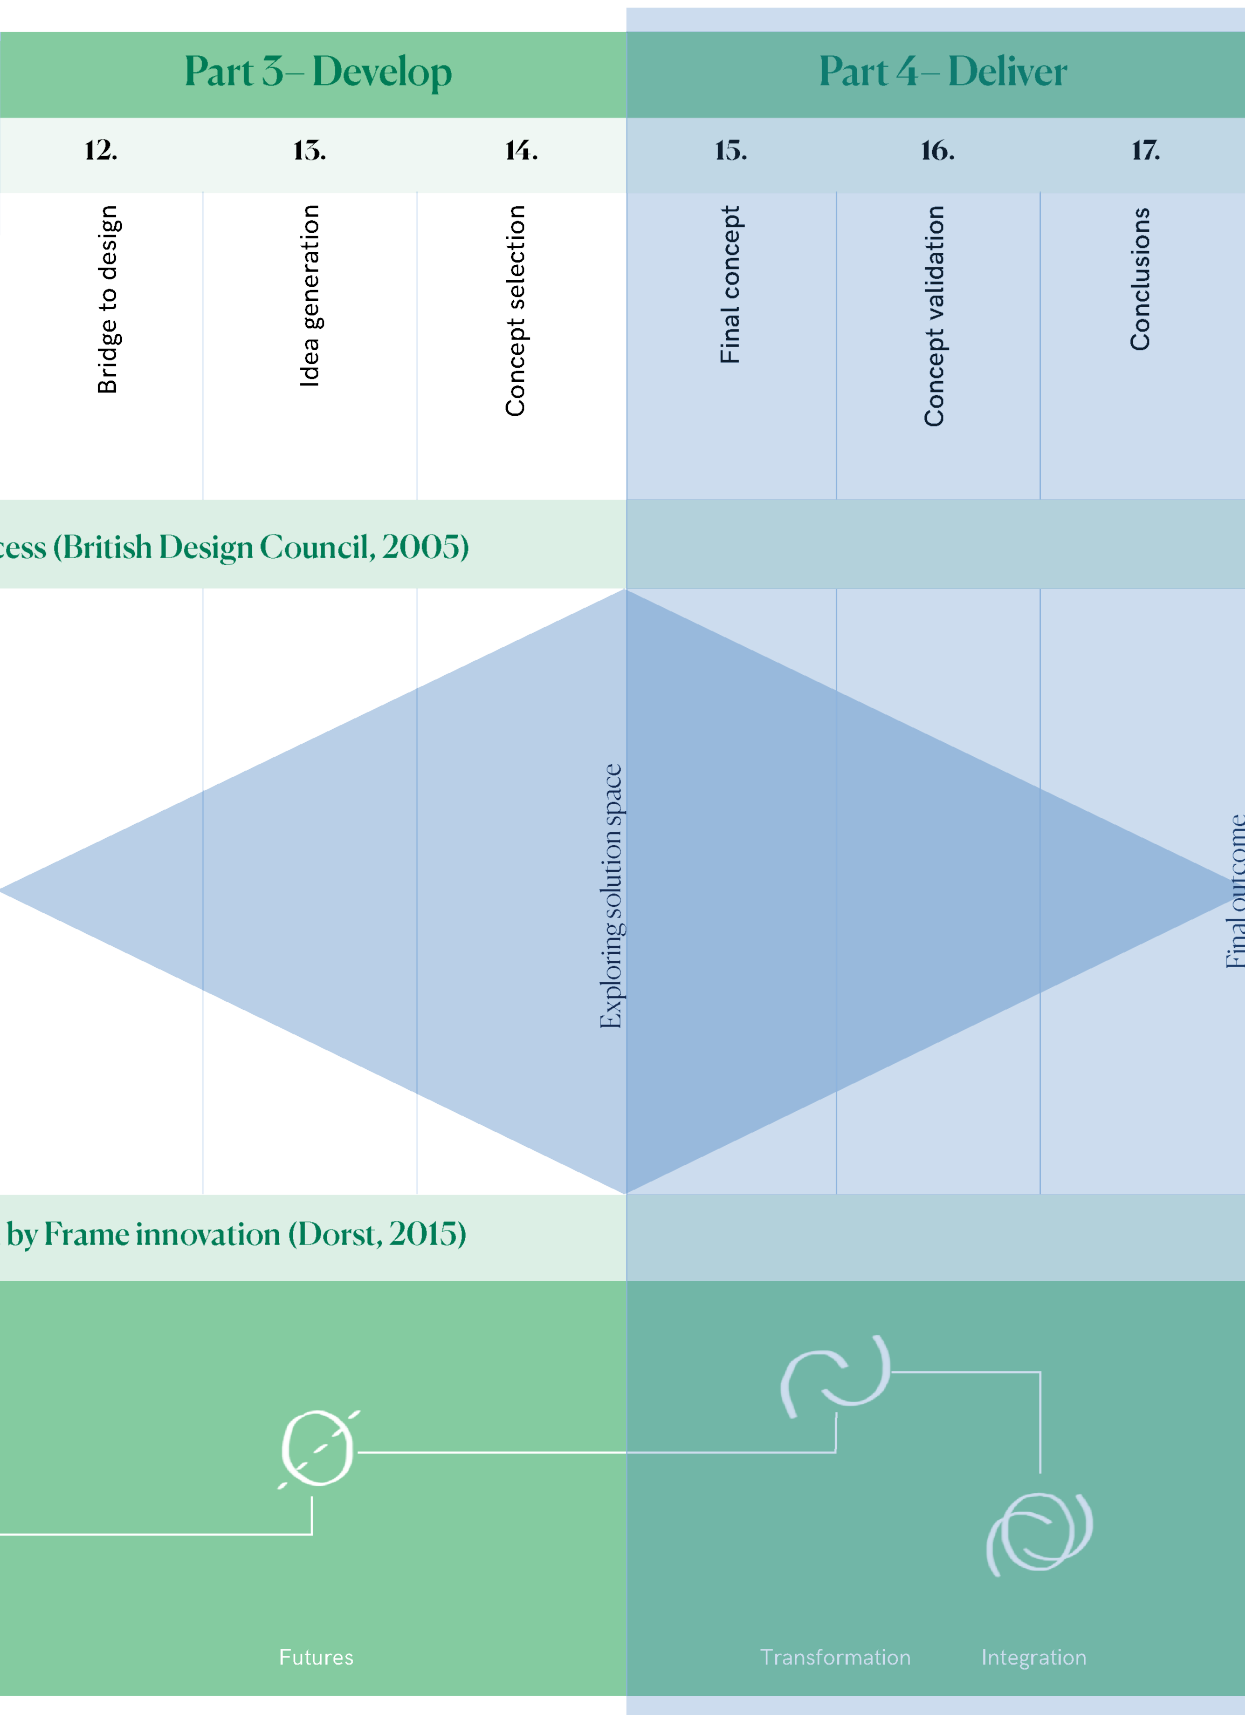 Part 3– Develop
Part 4– Deliver
12.
13.
14.
15.
16.
17.
Bridge to design
Idea generation
Concept selection
Final concept
Concept validation
Conclusions
cess (British Design Council, 2005)
Exploring solution space
Final outcome
by Frame innovation (Dorst, 2015)
Futures
Transformation
Integration